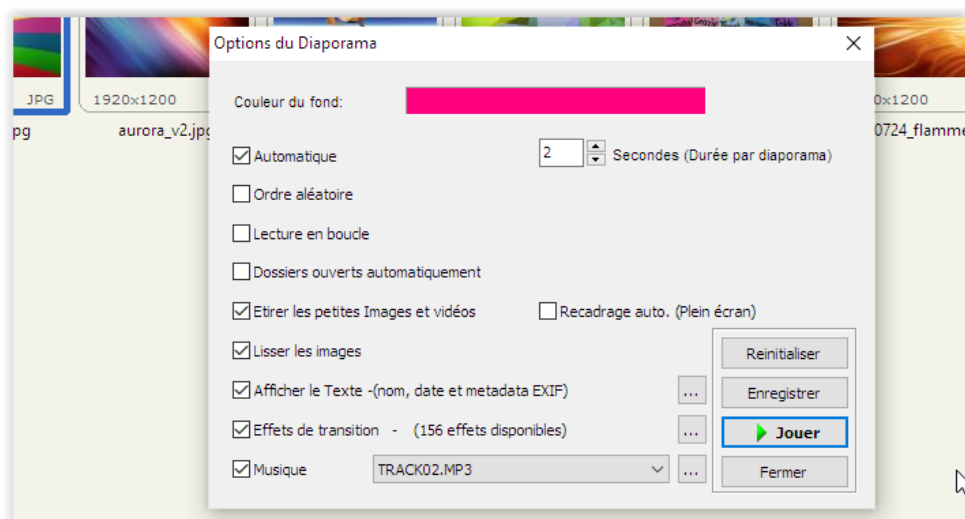 Grazie
Options du Diaporama
JPG
1920x1200
0x1200
pg
aurora_v2.jpg
0724_flamme
Couleur du fond:
Automatique
2
Secondes (Durée par diaporama)
Ordre aléatoire
Lecture en boucle
Dossiers ouverts automatiquement
Etirer les petites Images et vidéos
Recadrage auto. (Plein écran)
Lisser les images
Reinitialiser
Afficher le Texte -(nom, date et metadata EXIF)
...
Enregistrer
Effets de transition - (156 effets disponibles)
...
Jouer
Musique
TRACK02.MP3
...
Fermer